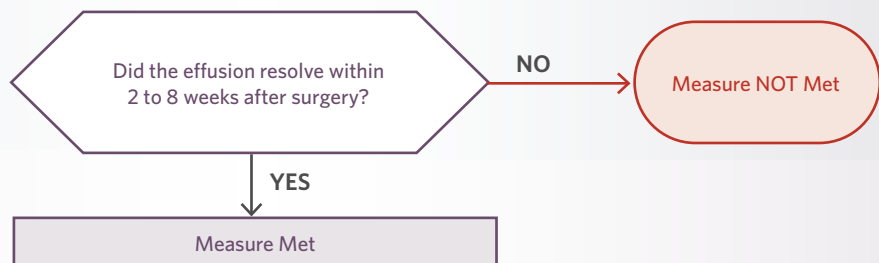 Did the effusion resolve within
2 to 8 weeks after surgery?
NO
Measure NOT Met
YES
Measure Met